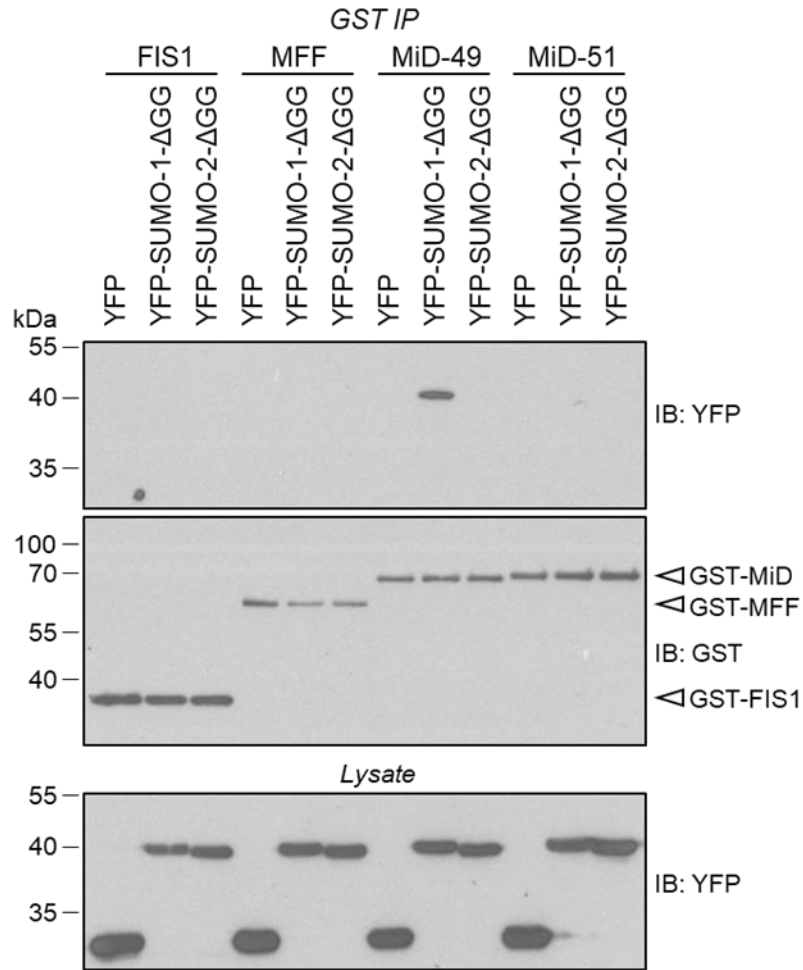 GST IP
FIS1 MFF MiD-49 MiD-51
YFP
YFP-SUMO-1-ΔGG
YFP-SUMO-2-ΔGG
YFP
YFP-SUMO-1-ΔGG
YFP-SUMO-2-ΔGG
YFP
YFP-SUMO-1-ΔGG
YFP-SUMO-2-ΔGG
YFP
YFP-SUMO-1-ΔGG
YFP-SUMO-2-ΔGG
kDa
55
40
IB: YFP
35
100
70
GST-MiD
GST-MFF
55
IB: GST
40
GST-FIS1
Lysate
55
40
IB: YFP
35